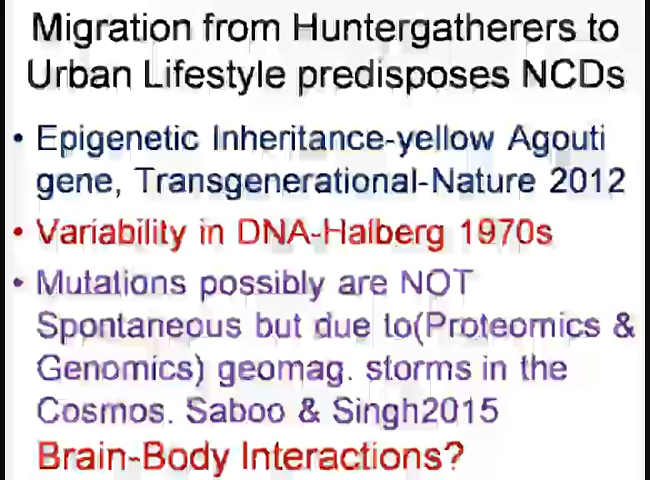 Migration from Huntergatherers to
Urban Lifestyle predisposes NCDs
• Epigenetic Inheritance-yellow Agouti
gene, Transgenerational-Nature 2012
• Variability in DNA-Halberg 1970s
• Mutations possibly are NOT
Spontaneous but due to(Proteomics &
Genomics) geomag. storms in the
Cosmos. Saboo & Singh2015
Brain-Body Interactions?